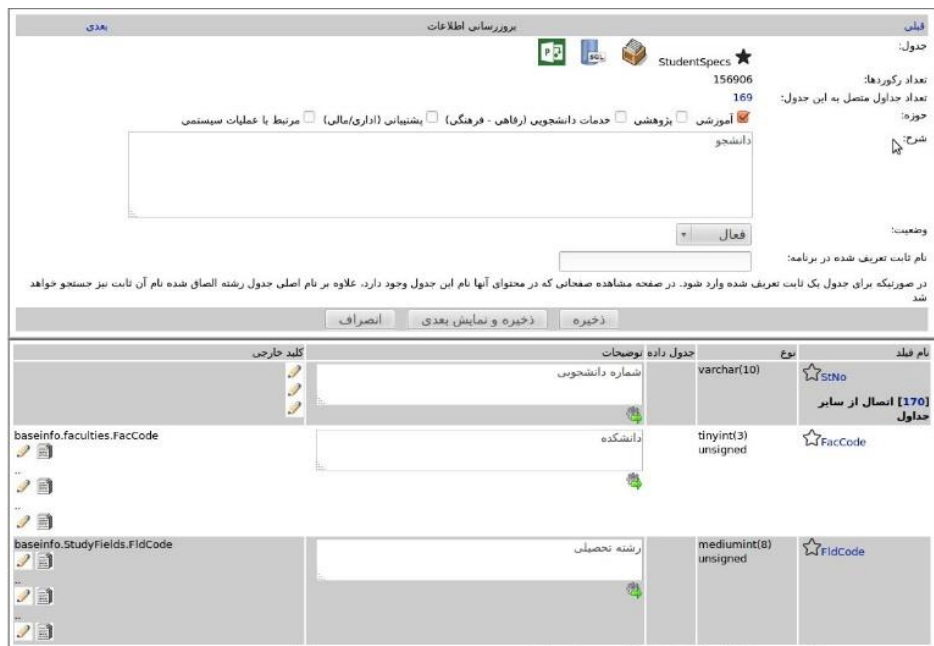 قبلی بروزرسانی اطلاعات بعدی
جدول: StudentSpecs
تعداد رکوردها: 156906
تعداد جداول متصل به این جدول: 169
حوزه: آموزشی پژوهشی خدمات دانشجویی (رفاهی - فرهنگی) پشتیبانی (اداری/مالی) مرتبط با عملیات سیستمی
شرح: دانشجو
وضعیت: فعال
نام ثابت تعریف شده در برنامه:
در صورتیکه برای جدول یک ثابت تعریف شده وارد شود. در صفحه مشاهده صفحاتی که در محتوای آنها نام این جدول وجود دارد، علاوه بر نام اصلی جدول رشته الصاق شده نام آن ثابت نیز جستجو خواهد
شد
ذخیره ذخیره و نمایش بعدی انصراف
نام فیلد نوع جدول داده توضیحات کلید خارجی
StNo varchar(10) شماره دانشجویی
[170] اتصال از سایر
جداول
FacCode tinyint(3) دانشکده baseinfo.faculties.FacCode
unsigned
..
..
FldCode mediumint(8) رشته تحصیلی baseinfo.StudyFields.FldCode
unsigned
..
..